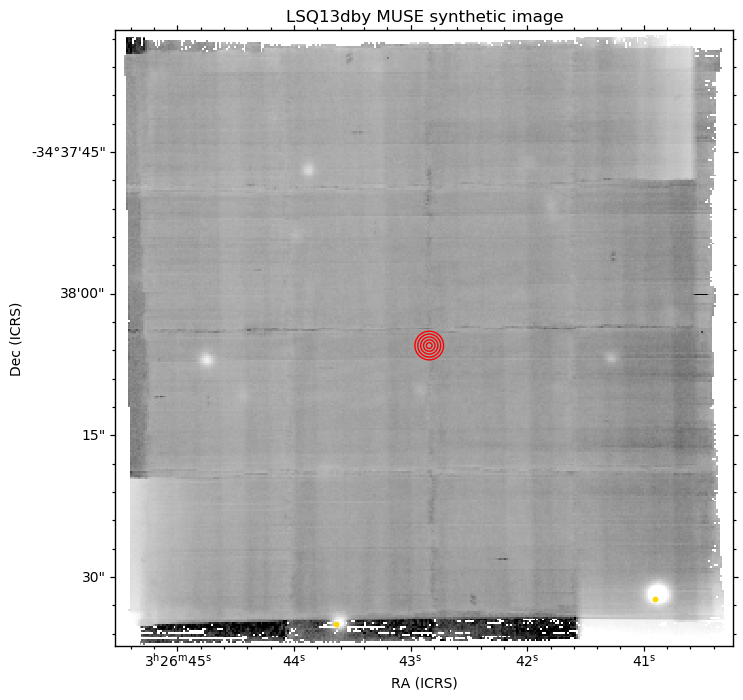 LSQ13dby MUSE synthetic image
-34°37'45"
38'00"
15"
30"
Dec (ICRS)
3ʰ26ᵐ45ˢ 44ˢ 43ˢ 42ˢ 41ˢ
RA (ICRS)